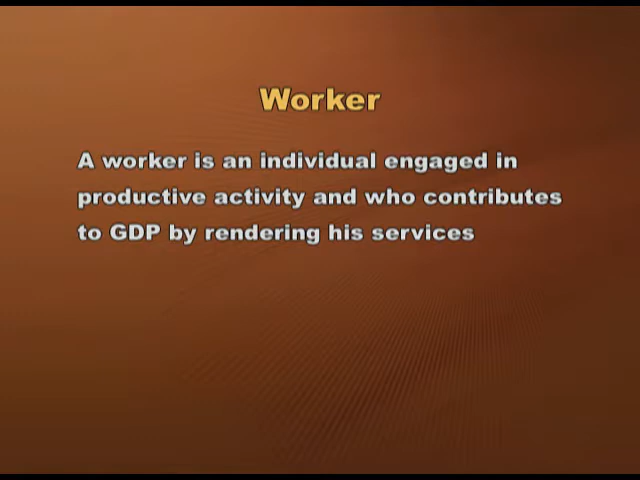 Worker
A worker is an individual engaged in
productive activity and who contributes
to GDP by rendering his services